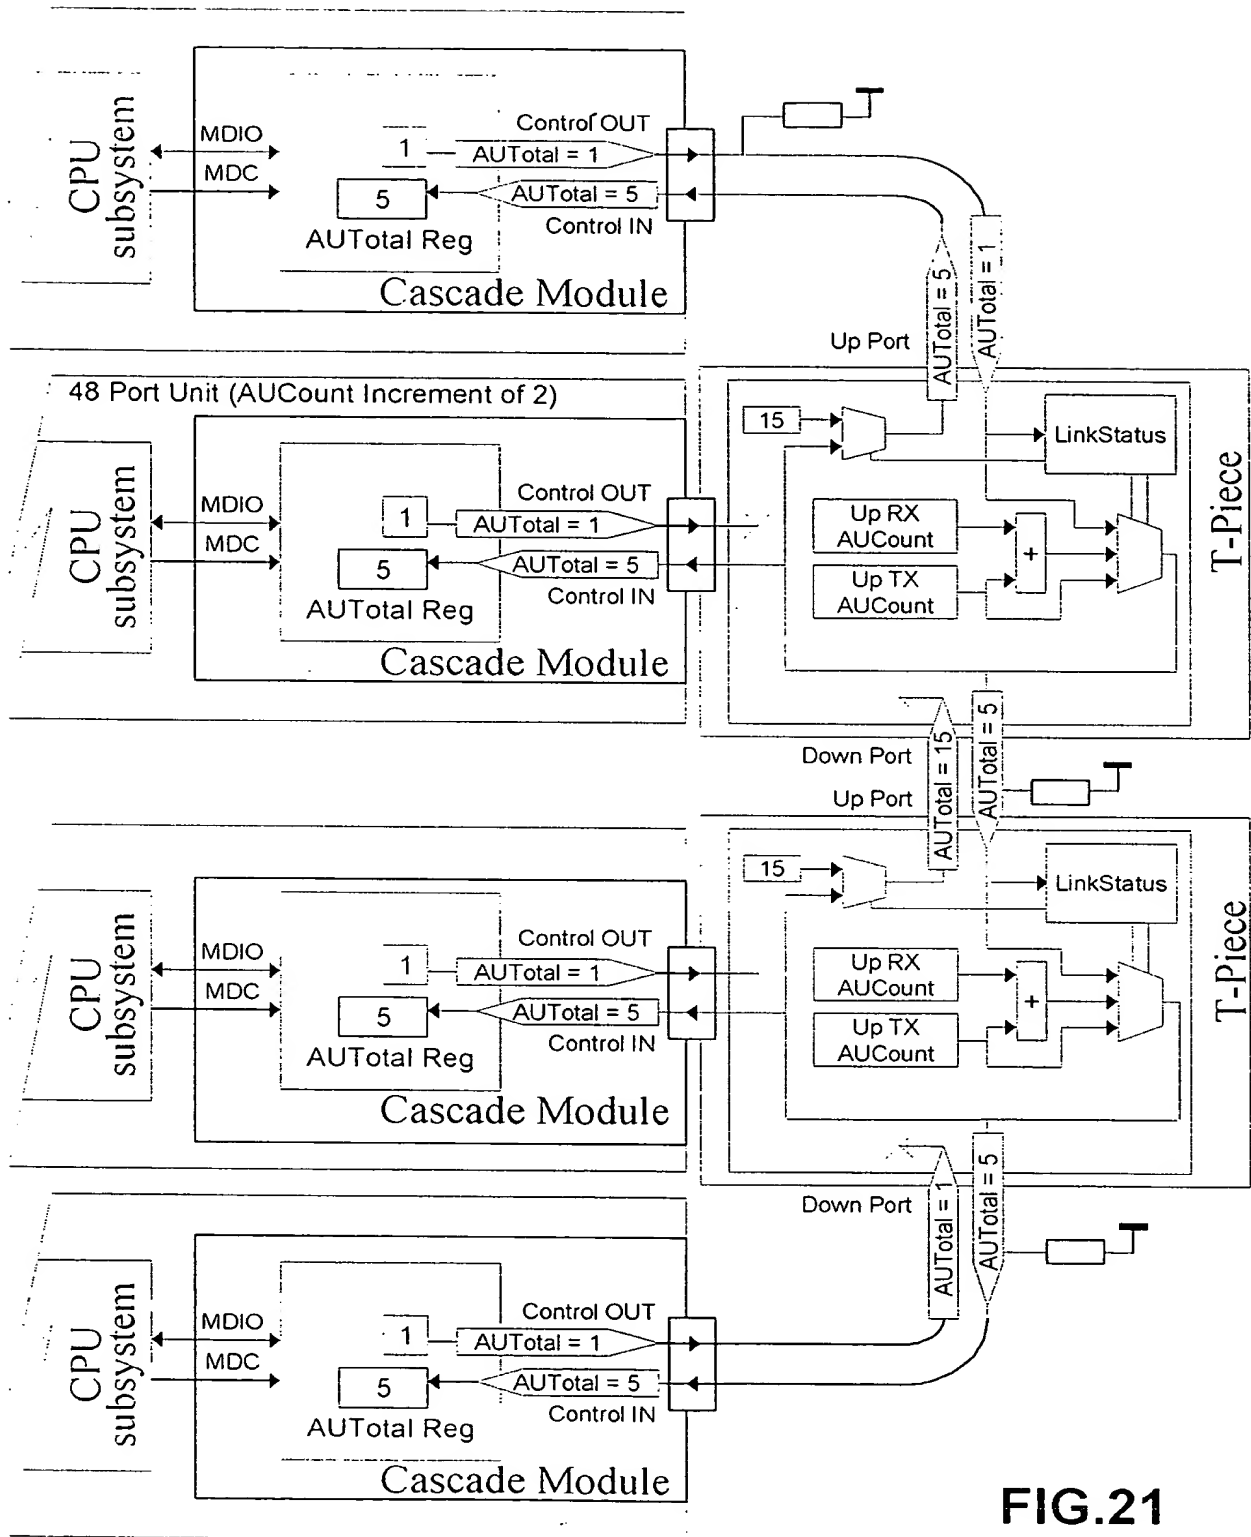 CPU
subsystem
MDIO
MDC
Control OUT
1
AUTotal = 1
5
AUTotal = 5
AUTotal Reg
Control IN
Cascade Module
Up Port
AUTotal = 5
AUTotal = 1
48 Port Unit (AUCount Increment of 2)
CPU
subsystem
MDIO
MDC
Control OUT
1
AUTotal = 1
5
AUTotal = 5
AUTotal Reg
Control IN
Cascade Module
15
LinkStatus
Up RX
AUCount
+
Up TX
AUCount
T-Piece
Down Port
Up Port
AUTotal = 15
AUTotal = 5
CPU
subsystem
MDIO
MDC
Control OUT
1
AUTotal = 1
5
AUTotal = 5
AUTotal Reg
Control IN
Cascade Module
15
LinkStatus
Up RX
AUCount
+
Up TX
AUCount
T-Piece
Down Port
AUTotal = 1
AUTotal = 5
CPU
subsystem
MDIO
MDC
Control OUT
1
AUTotal = 1
5
AUTotal = 5
AUTotal Reg
Control IN
Cascade Module
FIG.21